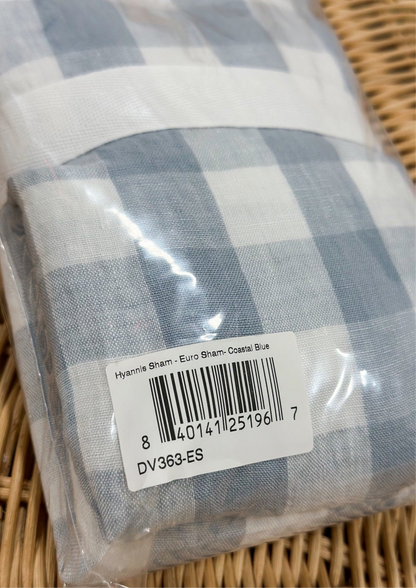 Hyannis Sham - Euro Sham- Coastal Blue
8 40141 25196 7
DV363-ES